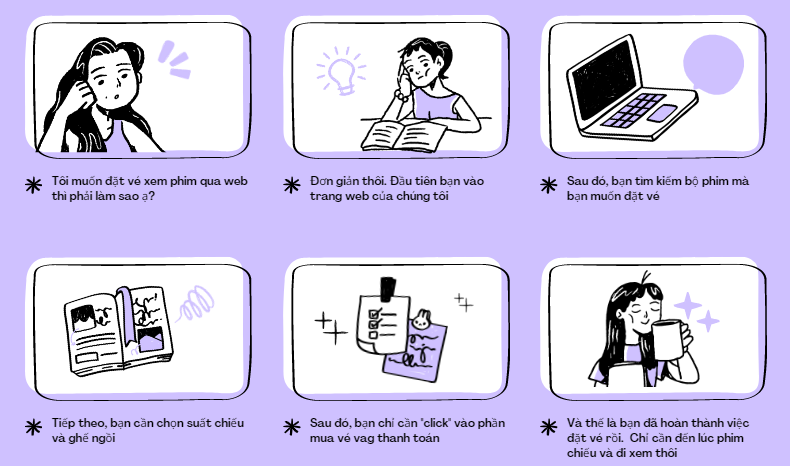 Tôi muốn đặt vé xem phim qua web
thì phải làm sao ạ?
Đơn giản thôi. Đầu tiên bạn vào
trang web của chúng tôi
Sau đó, bạn tìm kiếm bộ phim mà
bạn muốn đặt vé
Tiếp theo, bạn cần chọn suất chiếu
và ghế ngồi
Sau đó, bạn chỉ cần "click" vào phần
mua vé vag thanh toán
Và thế là bạn đã hoàn thành việc
đặt vé rồi. Chỉ cần đến lúc phim
chiếu và đi xem thôi